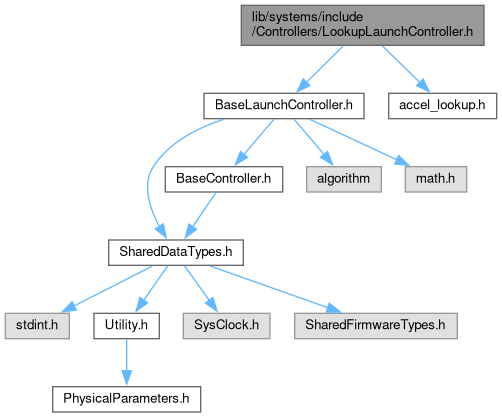 lib/systems/include
/Controllers/LookupLaunchController.h
BaseLaunchController.h
accel_lookup.h
BaseController.h
algorithm
math.h
SharedDataTypes.h
stdint.h
Utility.h
SysClock.h
SharedFirmwareTypes.h
PhysicalParameters.h